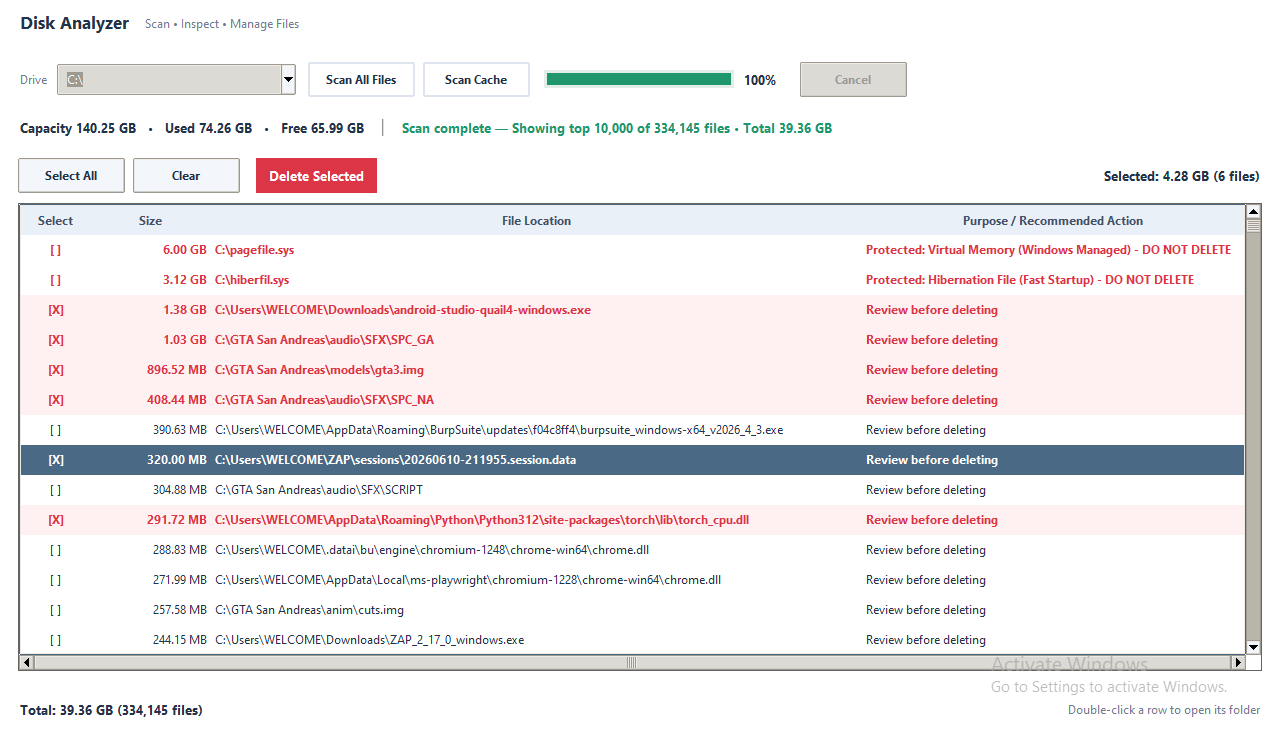 Disk Analyzer Scan • Inspect • Manage Files
Drive C:\ Scan All Files Scan Cache 100% Cancel
Capacity 140.25 GB • Used 74.26 GB • Free 65.99 GB Scan complete — Showing top 10,000 of 334,145 files • Total 39.36 GB
Select All Clear Delete Selected Selected: 4.28 GB (6 files)
Select Size File Location Purpose / Recommended Action
[ ] 6.00 GB C:\pagefile.sys Protected: Virtual Memory (Windows Managed) - DO NOT DELETE
[ ] 3.12 GB C:\hiberfil.sys Protected: Hibernation File (Fast Startup) - DO NOT DELETE
[X] 1.38 GB C:\Users\WELCOME\Downloads\android-studio-quail4-windows.exe Review before deleting
[X] 1.03 GB C:\GTA San Andreas\audio\SFX\SPC_GA Review before deleting
[X] 896.52 MB C:\GTA San Andreas\models\gta3.img Review before deleting
[X] 408.44 MB C:\GTA San Andreas\audio\SFX\SPC_NA Review before deleting
[ ] 390.63 MB C:\Users\WELCOME\AppData\Roaming\BurpSuite\updates\f04c8ff4\burpsuite_windows-x64_v2026_4_3.exe Review before deleting
[X] 320.00 MB C:\Users\WELCOME\ZAP\sessions\20260610-211955.session.data Review before deleting
[ ] 304.88 MB C:\GTA San Andreas\audio\SFX\SCRIPT Review before deleting
[X] 291.72 MB C:\Users\WELCOME\AppData\Roaming\Python\Python312\site-packages\torch\lib\torch_cpu.dll Review before deleting
[ ] 288.83 MB C:\Users\WELCOME\.datai\bu\engine\chromium-1248\chrome-win64\chrome.dll Review before deleting
[ ] 271.99 MB C:\Users\WELCOME\AppData\Local\ms-playwright\chromium-1228\chrome-win64\chrome.dll Review before deleting
[ ] 257.58 MB C:\GTA San Andreas\anim\cuts.img Review before deleting
[ ] 244.15 MB C:\Users\WELCOME\Downloads\ZAP_2_17_0_windows.exe Review before deleting
Activate Windows
Go to Settings to activate Windows.
Total: 39.36 GB (334,145 files) Double-click a row to open its folder